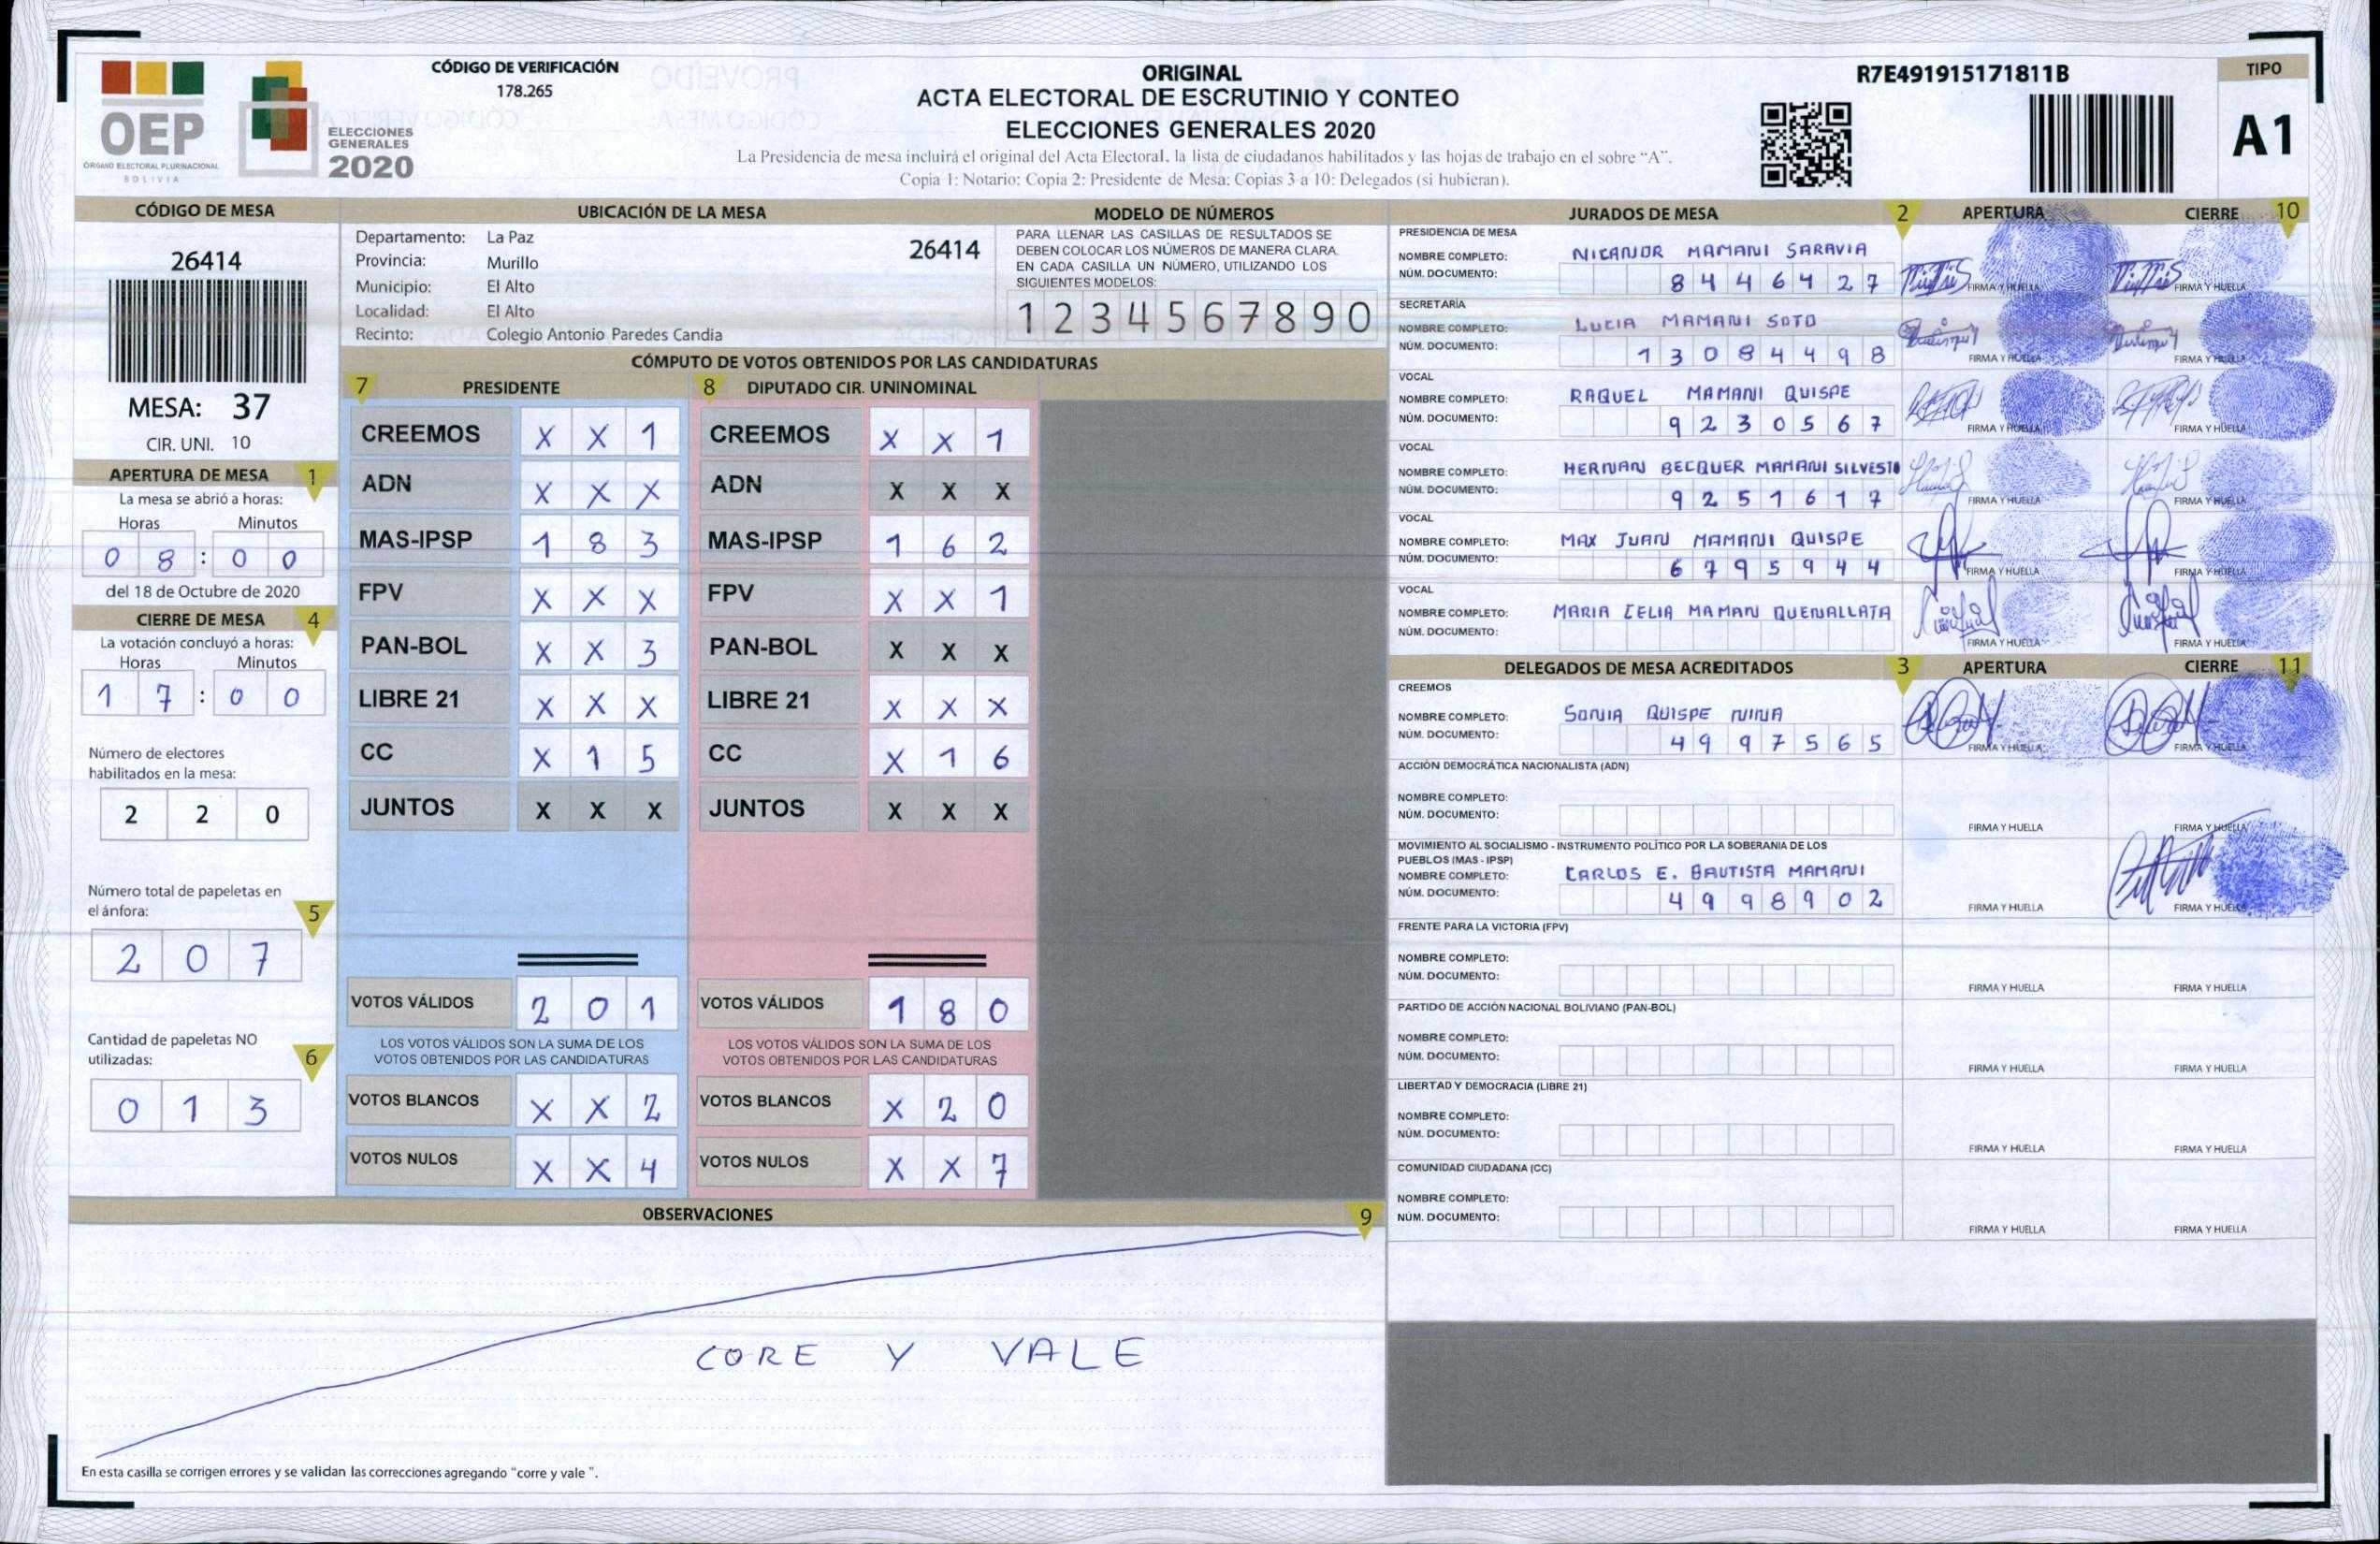 CÓDIGO DE VERIFICACIÓN
178.265
OEP
ÓRGANO ELECTORAL PLURINACIONAL
BOLIVIA
ELECCIONES
GENERALES
2020
ORIGINAL
ACTA ELECTORAL DE ESCRUTINIO Y CONTEO
ELECCIONES GENERALES 2020
La Presidencia de mesa incluirá el original del Acta Electoral, la lista de ciudadanos habilitados y las hojas de trabajo en el sobre "A".
Copia 1: Notario; Copia 2: Presidente de Mesa; Copias 3 a 10: Delegados (si hubieran).
R7E491915171811B
TIPO
A1
CÓDIGO DE MESA
26414
MESA: 37
CIR. UNI. 10
APERTURA DE MESA 1
La mesa se abrió a horas:
Horas Minutos
0 8 : 0 0
del 18 de Octubre de 2020
CIERRE DE MESA 4
La votación concluyó a horas:
Horas Minutos
1 7 : 0 0
Número de electores
habilitados en la mesa:
2 2 0
Número total de papeletas en
el ánfora: 5
2 0 7
Cantidad de papeletas NO
utilizadas: 6
0 1 3
UBICACIÓN DE LA MESA
Departamento: La Paz 26414
Provincia: Murillo
Municipio: El Alto
Localidad: El Alto
Recinto: Colegio Antonio Paredes Candia
MODELO DE NÚMEROS
PARA LLENAR LAS CASILLAS DE RESULTADOS SE
DEBEN COLOCAR LOS NÚMEROS DE MANERA CLARA.
EN CADA CASILLA UN NÚMERO, UTILIZANDO LOS
SIGUIENTES MODELOS:
1 2 3 4 5 6 7 8 9 0
CÓMPUTO DE VOTOS OBTENIDOS POR LAS CANDIDATURAS
7 PRESIDENTE
CREEMOS X X 1
ADN X X X
MAS-IPSP 1 8 3
FPV X X X
PAN-BOL X X 3
LIBRE 21 X X X
CC X 1 5
JUNTOS X X X
VOTOS VÁLIDOS 2 0 1
LOS VOTOS VÁLIDOS SON LA SUMA DE LOS
VOTOS OBTENIDOS POR LAS CANDIDATURAS
VOTOS BLANCOS X X 2
VOTOS NULOS X X 4
8 DIPUTADO CIR. UNINOMINAL
CREEMOS X X 1
ADN X X X
MAS-IPSP 1 6 2
FPV X X 1
PAN-BOL X X X
LIBRE 21 X X X
CC X 1 6
JUNTOS X X X
VOTOS VÁLIDOS 1 8 0
LOS VOTOS VÁLIDOS SON LA SUMA DE LOS
VOTOS OBTENIDOS POR LAS CANDIDATURAS
VOTOS BLANCOS X 2 0
VOTOS NULOS X X 7
OBSERVACIONES 9
CORE Y VALE
En esta casilla se corrigen errores y se validan las correcciones agregando "corre y vale ".
JURADOS DE MESA 2 APERTURA CIERRE 10
PRESIDENCIA DE MESA
NOMBRE COMPLETO: NICANOR MAMANI SARAVIA
NÚM. DOCUMENTO: 8 4 4 6 4 2 7 FIRMA Y HUELLA FIRMA Y HUELLA
SECRETARÍA
NOMBRE COMPLETO: LUCIA MAMANI SOTO
NÚM. DOCUMENTO: 1 3 0 8 4 4 9 8 FIRMA Y HUELLA FIRMA Y HUELLA
VOCAL
NOMBRE COMPLETO: RAQUEL MAMANI QUISPE
NÚM. DOCUMENTO: 9 2 3 0 5 6 7 FIRMA Y HUELLA FIRMA Y HUELLA
VOCAL
NOMBRE COMPLETO: HERNAN BECQUER MAMANI SILVESTO
NÚM. DOCUMENTO: 9 2 5 1 6 1 7 FIRMA Y HUELLA FIRMA Y HUELLA
VOCAL
NOMBRE COMPLETO: MAX JUAN MAMANI QUISPE
NÚM. DOCUMENTO: 6 7 9 5 9 4 4 FIRMA Y HUELLA FIRMA Y HUELLA
VOCAL
NOMBRE COMPLETO: MARIA CELIA MAMAN QUENALLATA
NÚM. DOCUMENTO: FIRMA Y HUELLA FIRMA Y HUELLA
DELEGADOS DE MESA ACREDITADOS 3 APERTURA CIERRE 11
CREEMOS
NOMBRE COMPLETO: SONIA QUISPE NINA
NÚM. DOCUMENTO: 4 9 9 7 5 6 5 FIRMA Y HUELLA FIRMA Y HUELLA
ACCIÓN DEMOCRÁTICA NACIONALISTA (ADN)
NOMBRE COMPLETO:
NÚM. DOCUMENTO: FIRMA Y HUELLA FIRMA Y HUELLA
MOVIMIENTO AL SOCIALISMO - INSTRUMENTO POLÍTICO POR LA SOBERANIA DE LOS
PUEBLOS (MAS - IPSP)
NOMBRE COMPLETO: CARLOS E. BAUTISTA MAMANI
NÚM. DOCUMENTO: 4 9 9 8 9 0 2 FIRMA Y HUELLA FIRMA Y HUELLA
FRENTE PARA LA VICTORIA (FPV)
NOMBRE COMPLETO:
NÚM. DOCUMENTO: FIRMA Y HUELLA FIRMA Y HUELLA
PARTIDO DE ACCIÓN NACIONAL BOLIVIANO (PAN-BOL)
NOMBRE COMPLETO:
NÚM. DOCUMENTO: FIRMA Y HUELLA FIRMA Y HUELLA
LIBERTAD Y DEMOCRACIA (LIBRE 21)
NOMBRE COMPLETO:
NÚM. DOCUMENTO: FIRMA Y HUELLA FIRMA Y HUELLA
COMUNIDAD CIUDADANA (CC)
NOMBRE COMPLETO:
NÚM. DOCUMENTO: FIRMA Y HUELLA FIRMA Y HUELLA